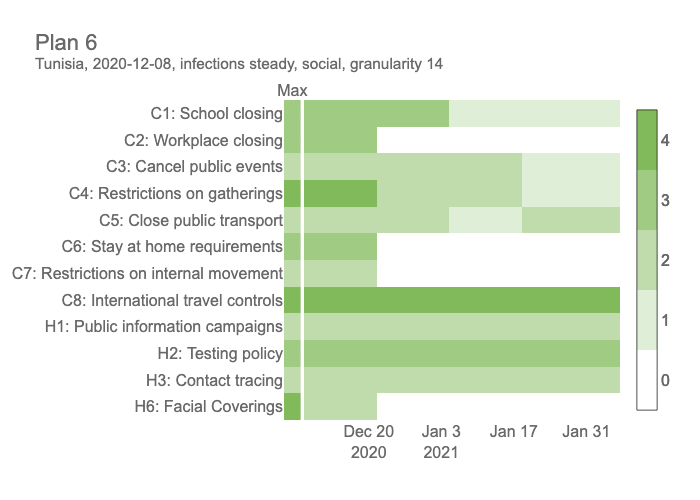 Plan 6
Tunisia, 2020-12-08, infections steady, social, granularity 14
Max
C1: School closing
C2: Workplace closing
C3: Cancel public events
C4: Restrictions on gatherings
C5: Close public transport
C6: Stay at home requirements
C7: Restrictions on internal movement
C8: International travel controls
H1: Public information campaigns
H2: Testing policy
H3: Contact tracing
H6: Facial Coverings
4
3
2
1
0
Dec 20 Jan 3 Jan 17 Jan 31
2020 2021